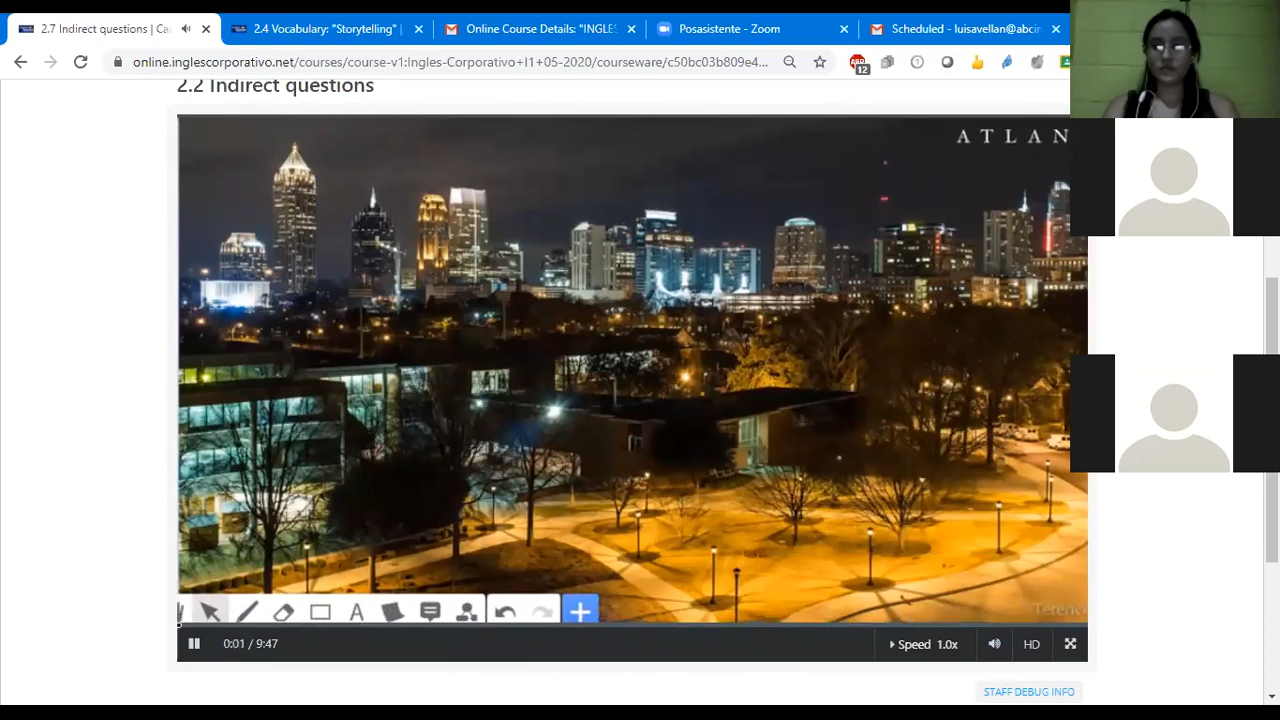 2.7 Indirect questions | Ca
2.4 Vocabulary: "Storytelling" |
Online Course Details: "INGLES
Posasistente - Zoom
Scheduled - luisavellan@abcin
online.inglescorporativo.net/courses/course-v1:Ingles-Corporativo+I1+05-2020/courseware/c50bc03b809e4...
12
2.2 Indirect questions
ATLAN
A
0:01 / 9:47
Speed 1.0x
HD
STAFF DEBUG INFO